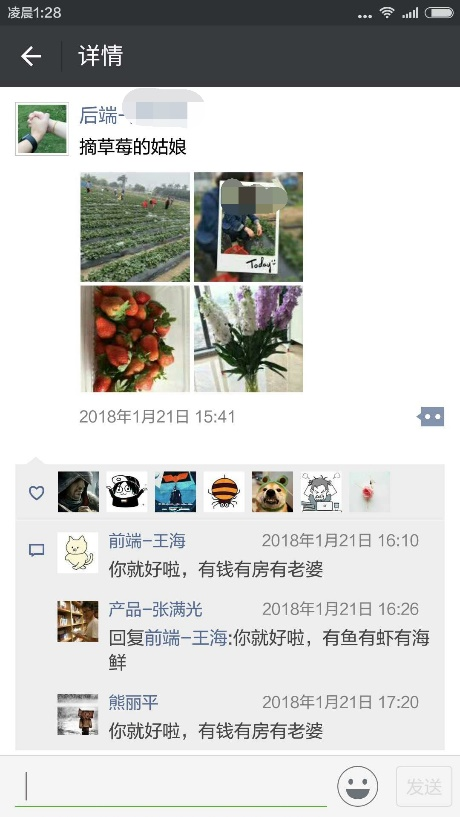 凌晨1:28
详情
后端-
摘草莓的姑娘
Today
2018年1月21日 15:41
前端-王海
2018年1月21日 16:10
你就好啦，有钱有房有老婆
产品-张满光
2018年1月21日 16:26
回复前端-王海:你就好啦，有鱼有虾有海
鲜
熊丽平
2018年1月21日 17:20
你就好啦，有钱有房有老婆
发送